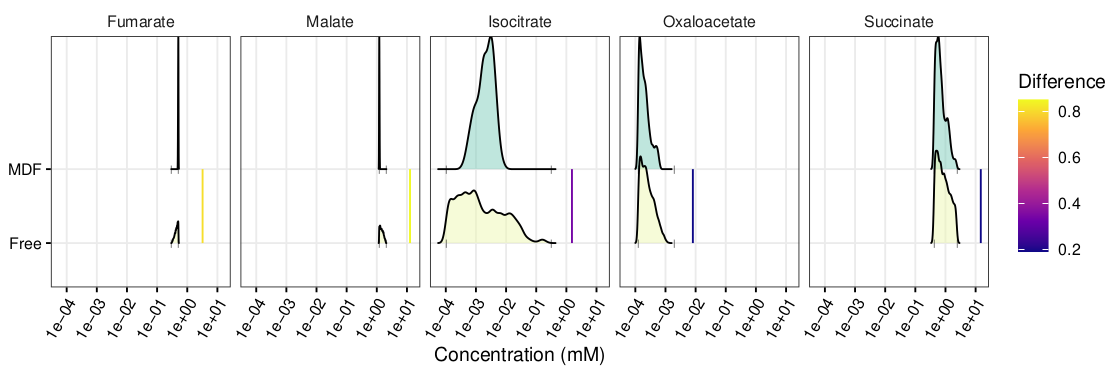 Fumarate Malate Isocitrate Oxaloacetate Succinate
Difference
0.8
0.6
0.4
0.2
MDF
Free
1e−04 1e−03 1e−02 1e−01 1e+00 1e+01 1e−04 1e−03 1e−02 1e−01 1e+00 1e+01 1e−04 1e−03 1e−02 1e−01 1e+00 1e+01 1e−04 1e−03 1e−02 1e−01 1e+00 1e+01 1e−04 1e−03 1e−02 1e−01 1e+00 1e+01
Concentration (mM)